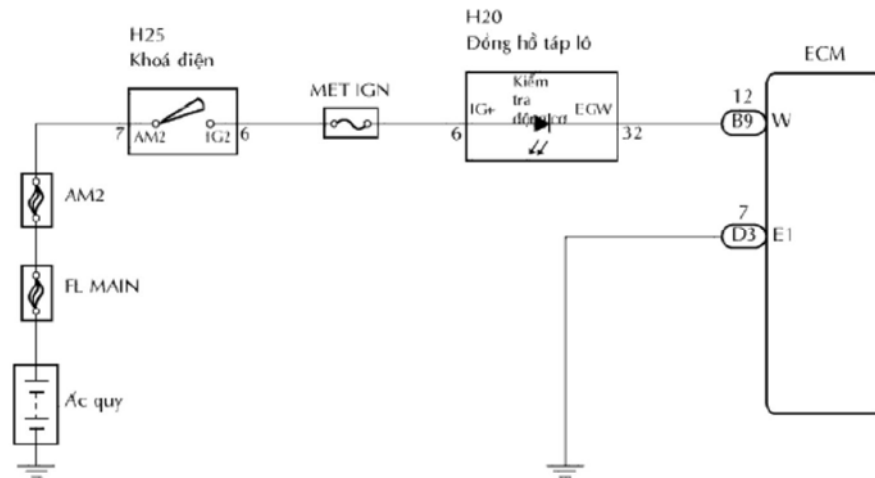 H25
Khoá điện
H20
Dồng hồ táp lô
ECM
MET IGN
Kiểm
tra
động cơ
IG+
EGW
7
AM2
IG2
6
6
32
12
B9
W
AM2
7
D3
E1
FL MAIN
Ắc quy